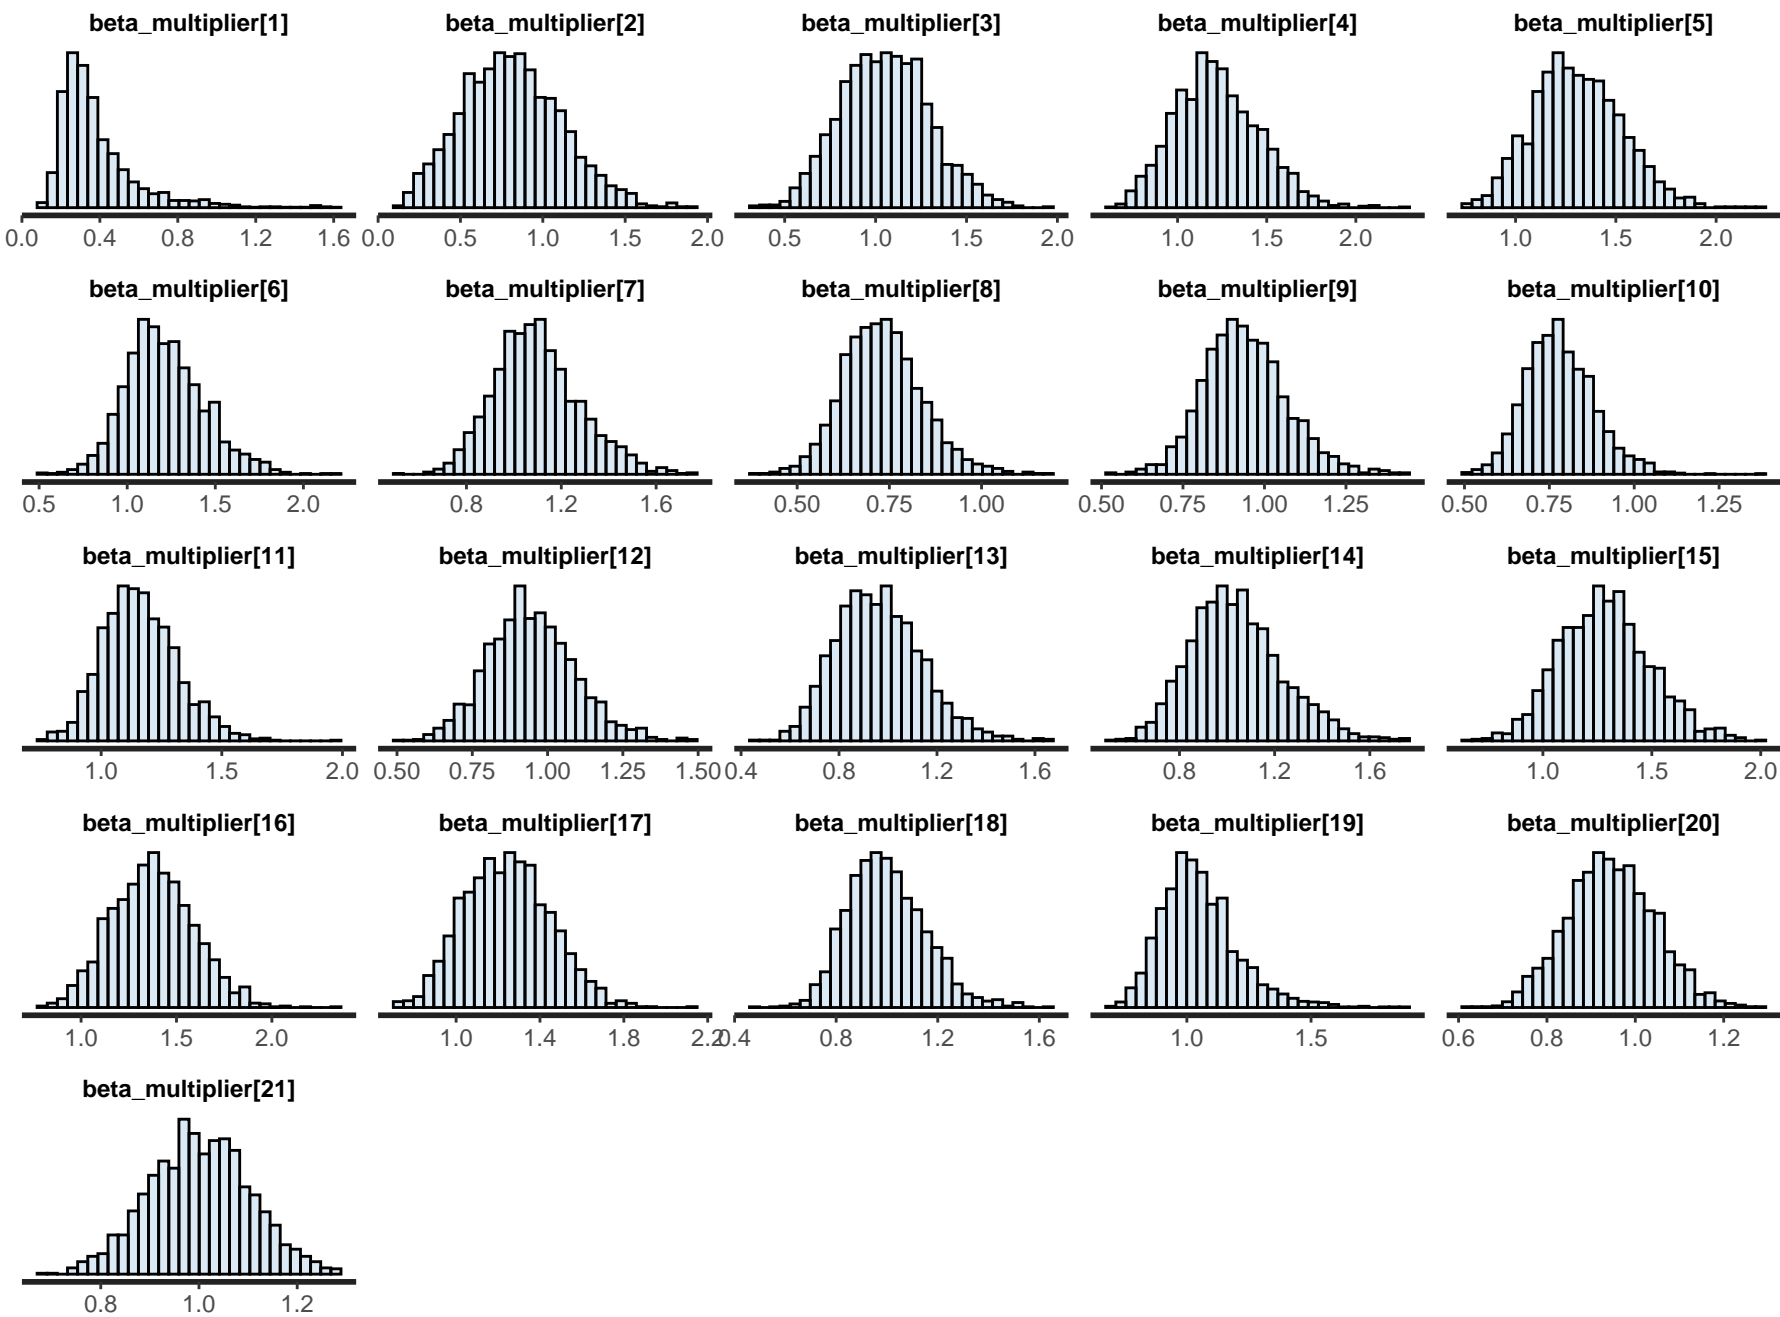 beta_multiplier[1] beta_multiplier[2] beta_multiplier[3] beta_multiplier[4] beta_multiplier[5]
0.0 0.4 0.8 1.2 1.6 0.0 0.5 1.0 1.5 2.0 0.5 1.0 1.5 2.0 1.0 1.5 2.0 1.0 1.5 2.0
beta_multiplier[6] beta_multiplier[7] beta_multiplier[8] beta_multiplier[9] beta_multiplier[10]
0.5 1.0 1.5 2.0 0.8 1.2 1.6 0.50 0.75 1.00 0.50 0.75 1.00 1.25 0.50 0.75 1.00 1.25
beta_multiplier[11] beta_multiplier[12] beta_multiplier[13] beta_multiplier[14] beta_multiplier[15]
1.0 1.5 2.0 0.50 0.75 1.00 1.25 1.50 0.4 0.8 1.2 1.6 0.8 1.2 1.6 1.0 1.5 2.0
beta_multiplier[16] beta_multiplier[17] beta_multiplier[18] beta_multiplier[19] beta_multiplier[20]
1.0 1.5 2.0 1.0 1.4 1.8 2.2 0.4 0.8 1.2 1.6 1.0 1.5 0.6 0.8 1.0 1.2
beta_multiplier[21]
0.8 1.0 1.2